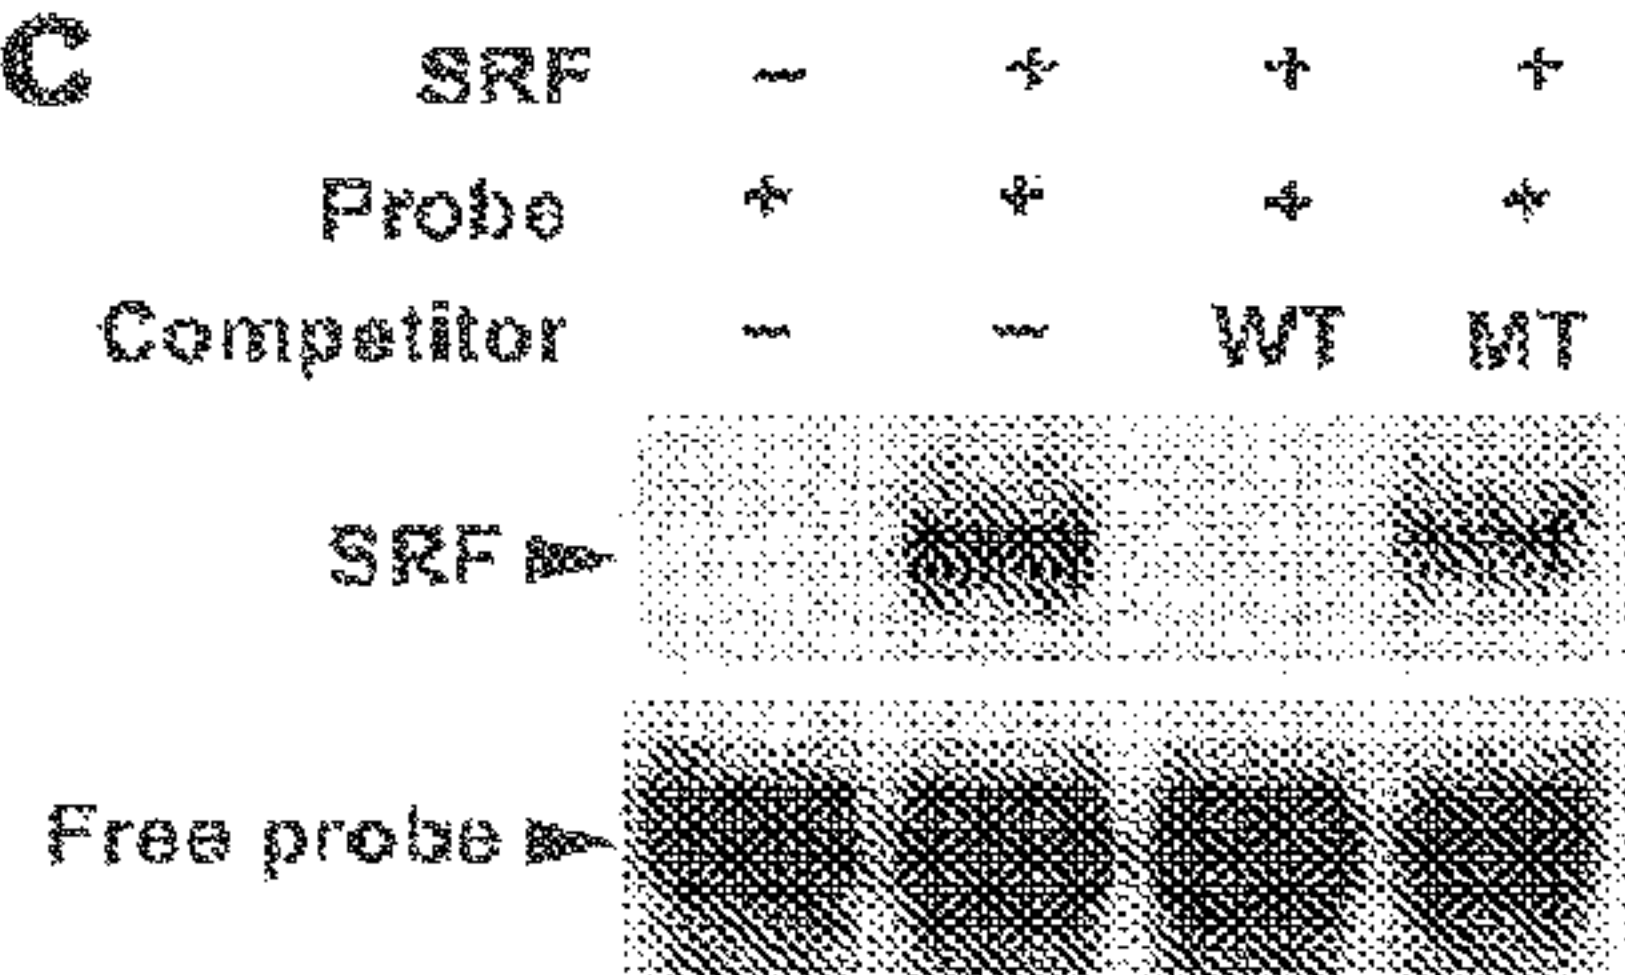 C SRF − + + +
Probe + + + +
Competitor − − WT MT
SRF
Free probe